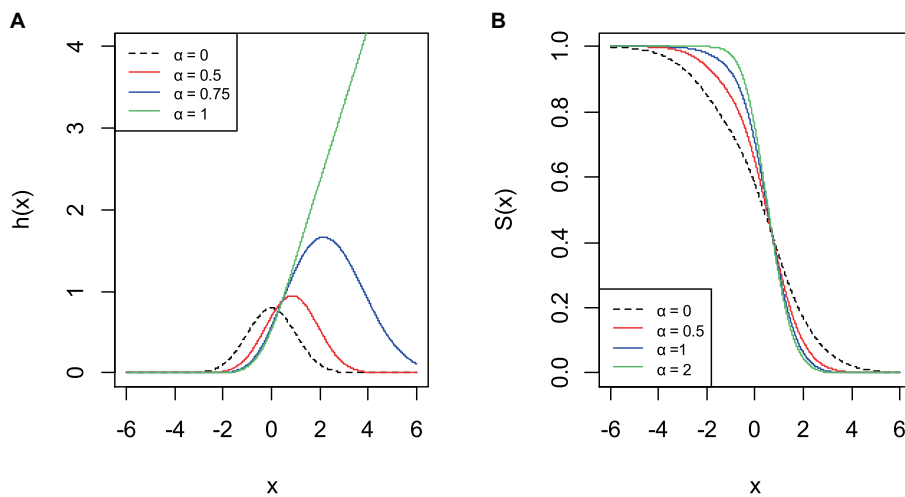 A
h(x)
4
3
2
1
0
α = 0
α = 0.5
α = 0.75
α = 1
-6 -4 -2 0 2 4 6
x
B
S(x)
1.0
0.8
0.6
0.4
0.2
0.0
α = 0
α = 0.5
α =1
α = 2
-6 -4 -2 0 2 4 6
x